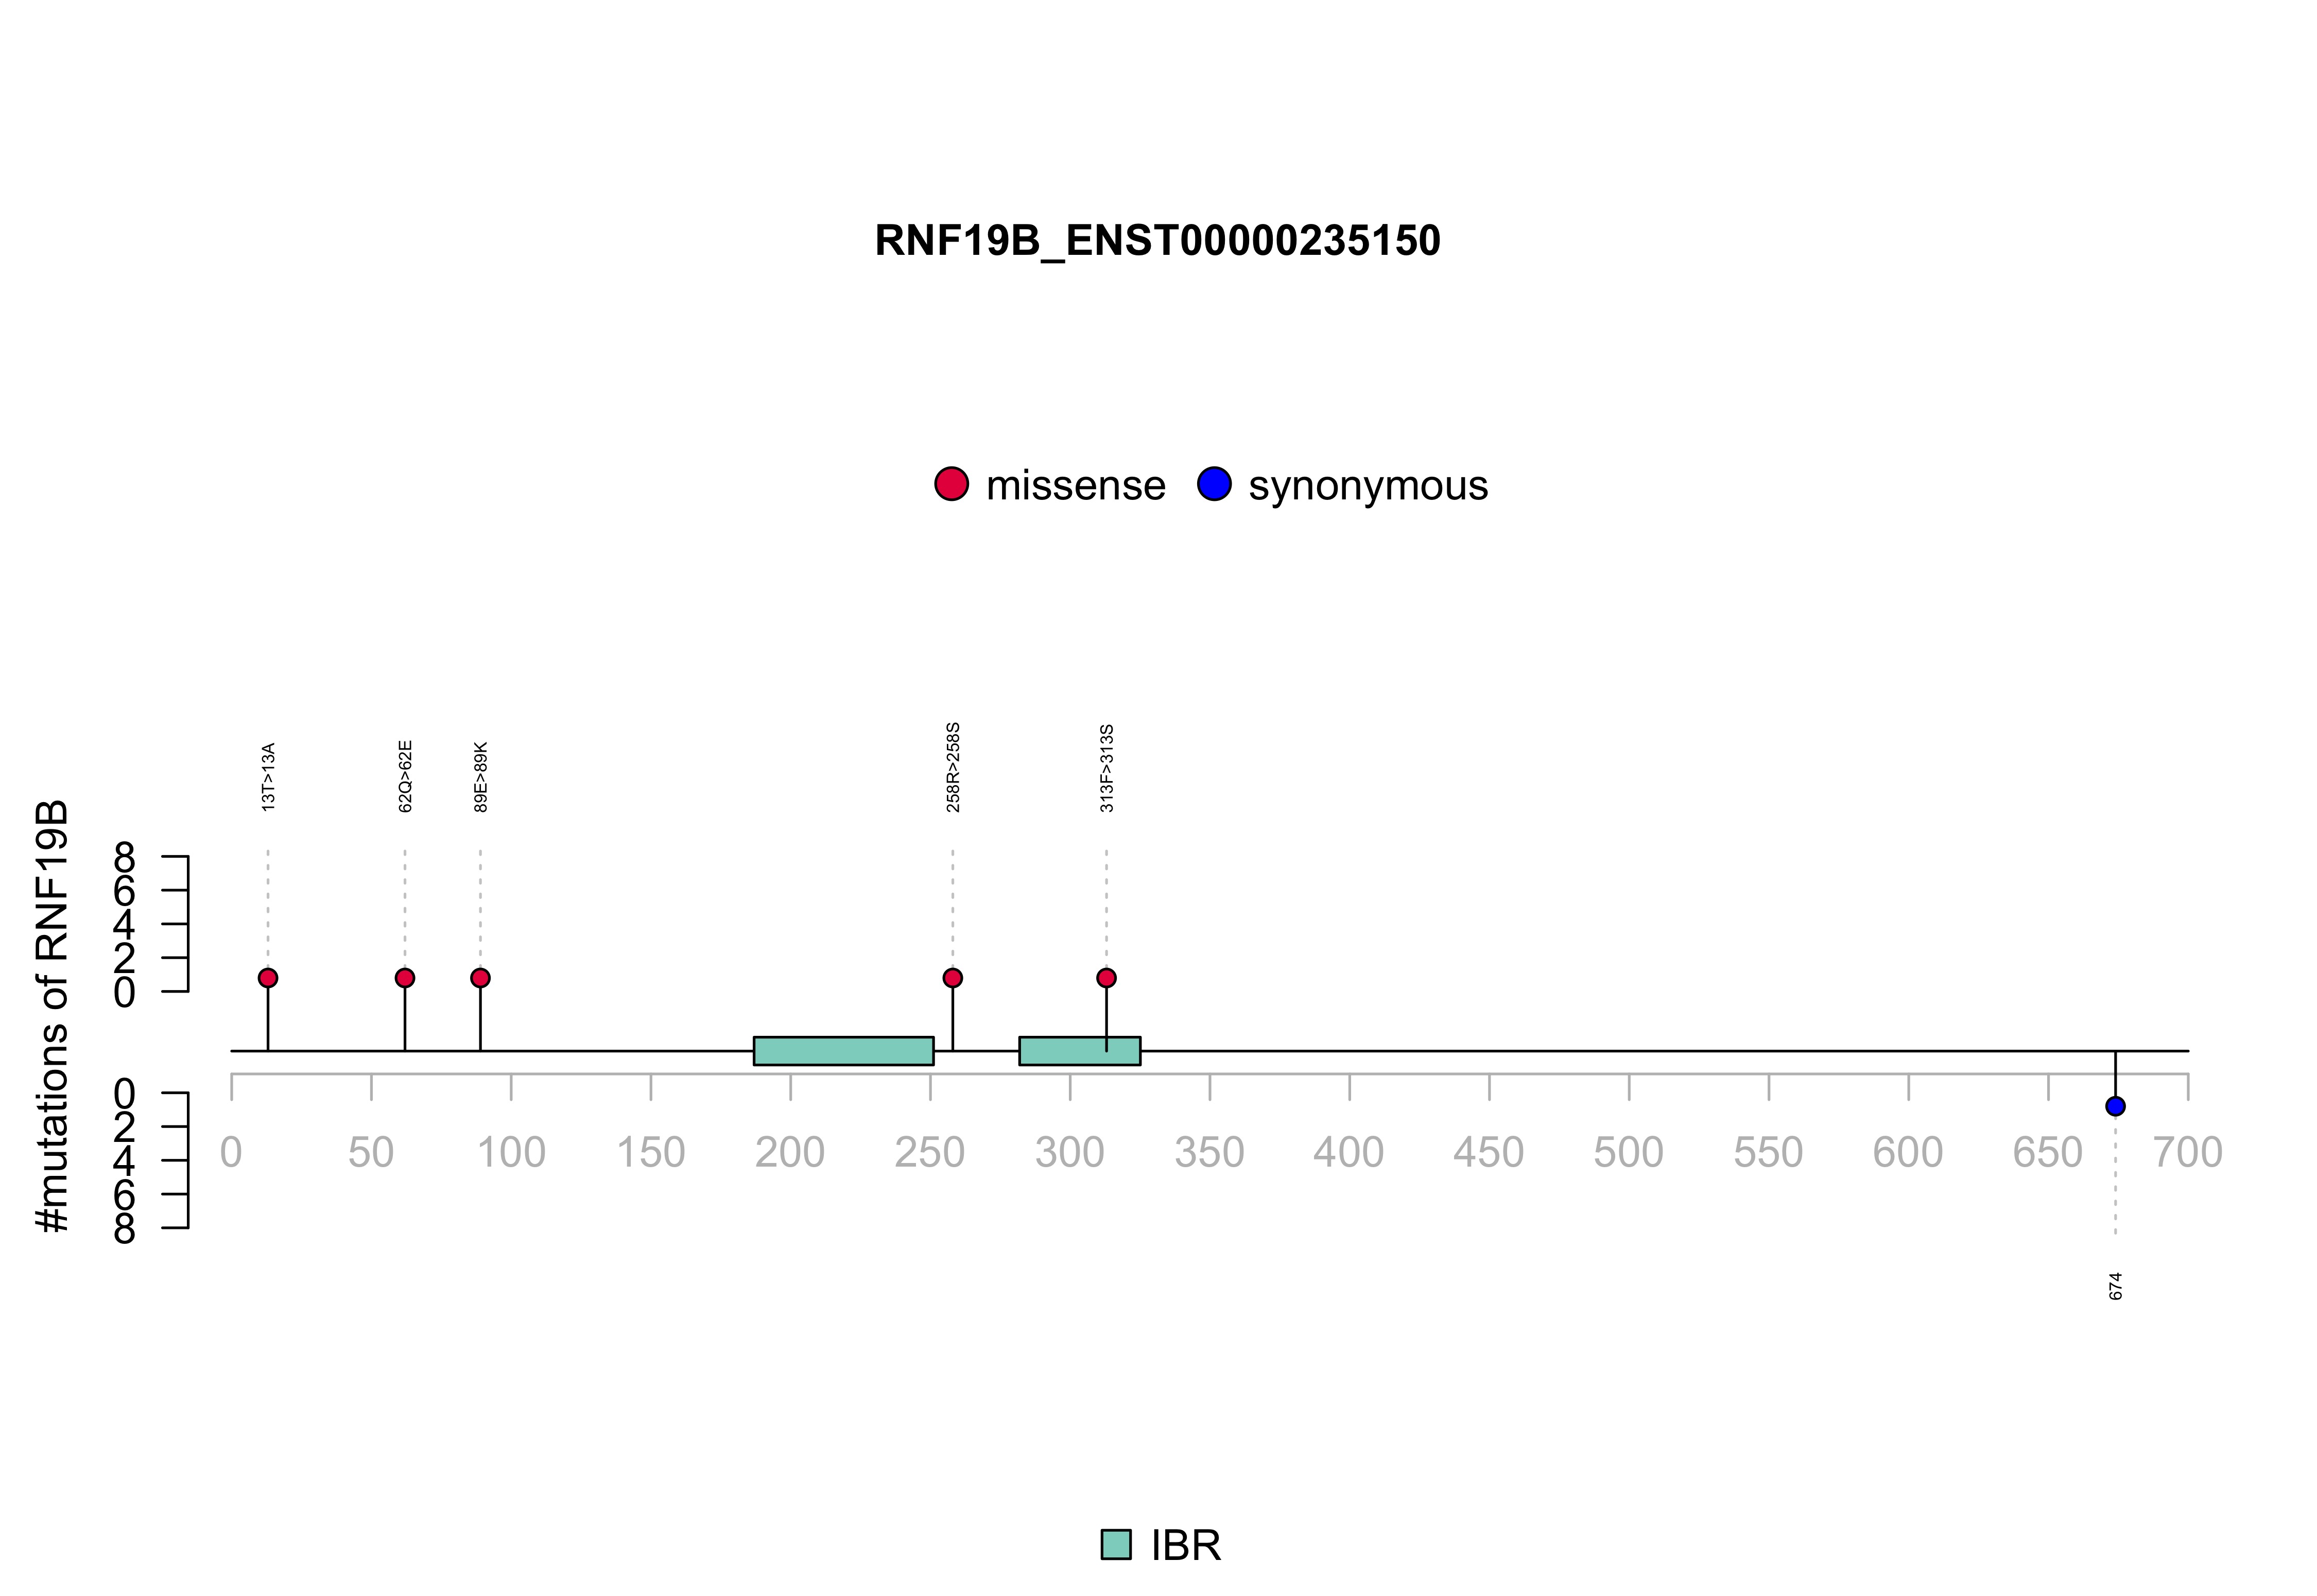 RNF19B_ENST00000235150
missense synonymous
13T>13A
62Q>62E
89E>89K
258R>258S
313F>313S
#mutations of RNF19B
8
6
4
2
0
0
2
4
6
8
0 50 100 150 200 250 300 350 400 450 500 550 600 650 700
674
IBR